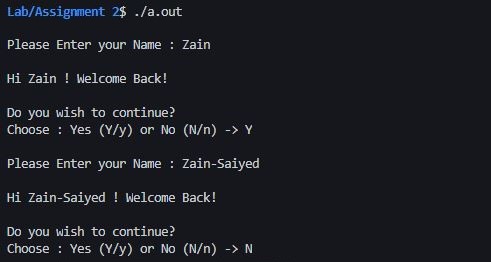 Lab/Assignment 2$ ./a.out
Please Enter your Name : Zain
Hi Zain ! Welcome Back!
Do you wish to continue?
Choose : Yes (Y/y) or No (N/n) -> Y
Please Enter your Name : Zain-Saiyed
Hi Zain-Saiyed ! Welcome Back!
Do you wish to continue?
Choose : Yes (Y/y) or No (N/n) -> N